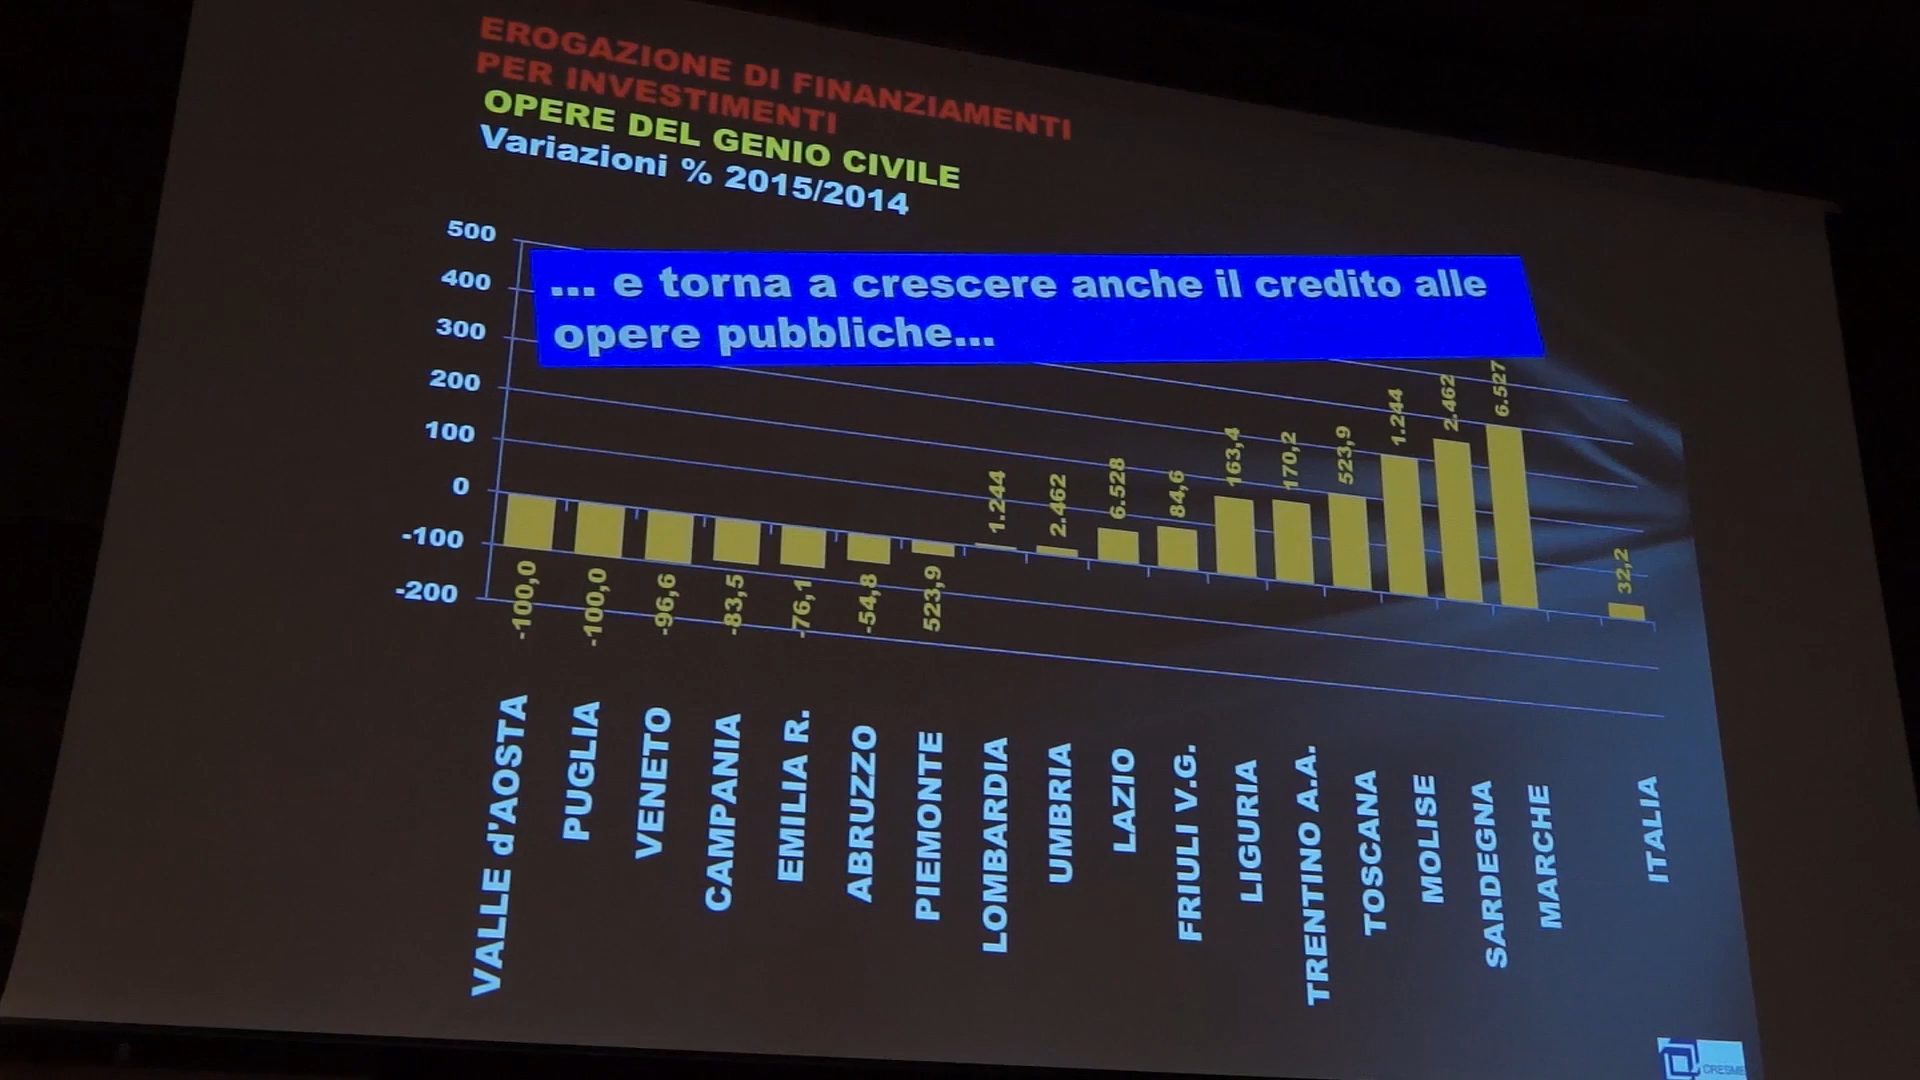 EROGAZIONE DI FINANZIAMENTI
PER INVESTIMENTI
OPERE DEL GENIO CIVILE
Variazioni % 2015/2014
... e torna a crescere anche il credito alle
opere pubbliche...
500
400
300
200
100
0
-100
-200
-100,0
-100,0
-96,6
-83,5
-76,1
-54,8
523,9
1.244
2.462
6.528
84,6
163,4
170,2
523,9
1.244
2.462
6.527
32,2
VALLE d'AOSTA
PUGLIA
VENETO
CAMPANIA
EMILIA R.
ABRUZZO
PIEMONTE
LOMBARDIA
UMBRIA
LAZIO
FRIULI V.G.
LIGURIA
TRENTINO A.A.
TOSCANA
MOLISE
SARDEGNA
MARCHE
ITALIA
CRESME